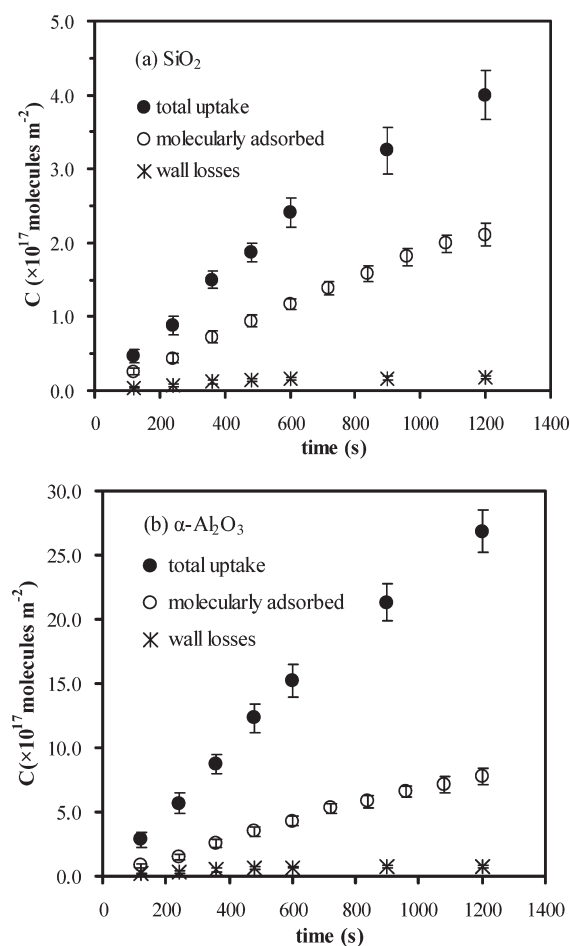 5.0
(a) SiO₂
4.0
total uptake
molecularly adsorbed
3.0
wall losses
2.0
1.0
0.0
C (×10¹⁷ molecules m⁻²)
0 200 400 600 800 1000 1200 1400
time (s)
30.0
(b) α-Al₂O₃
25.0
total uptake
molecularly adsorbed
20.0
wall losses
15.0
10.0
5.0
0.0
C(×10¹⁷ molecules m⁻²)
0 200 400 600 800 1000 1200 1400
time (s)